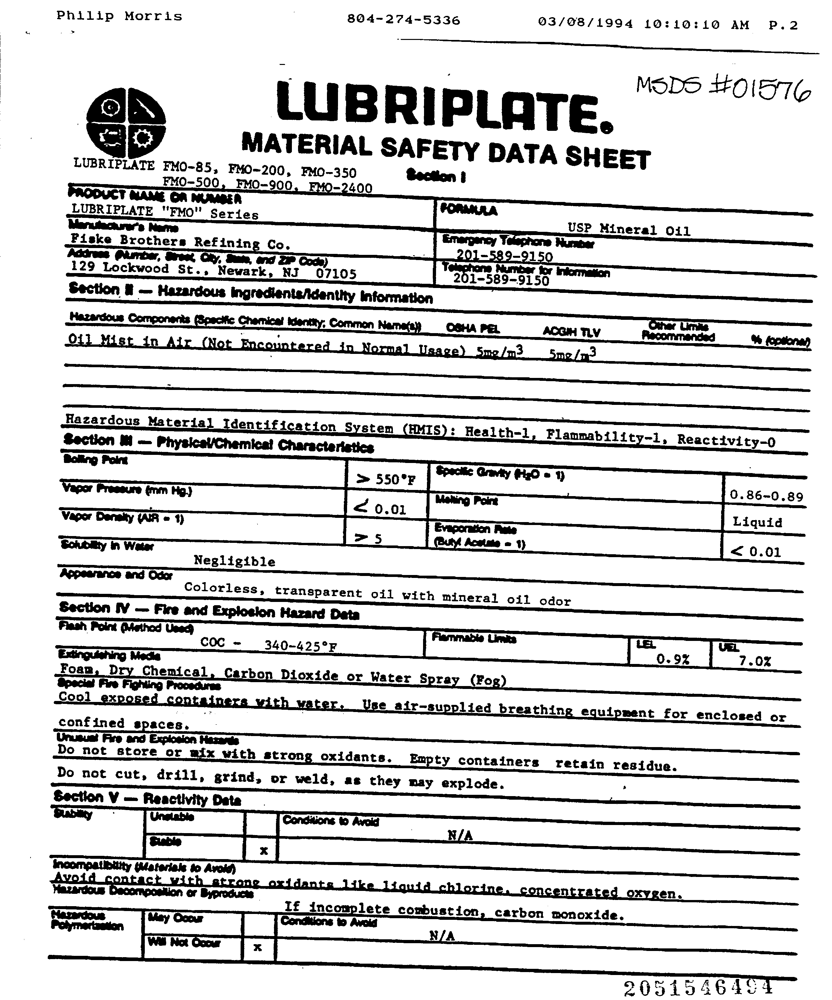 Philip Morris 804-274-5336 03/08/1994 10:10:10 AM P.2
MSDS #01576
LUBRIPLATE®
MATERIAL SAFETY DATA SHEET
LUBRIPLATE FMO-85, FMO-200, FMO-350
FMO-500, FMO-900, FMO-2400
Section I
PRODUCT NAME OR NUMBER
LUBRIPLATE "FMO" Series
FORMULA
USP Mineral Oil
Manufacturer's Name
Fiske Brothers Refining Co.
Emergency Telephone Number
201-589-9150
Address (Number, Street, City, State, and ZIP Code)
129 Lockwood St., Newark, NJ 07105
Telephone Number for Information
201-589-9150
Section II — Hazardous Ingredients/Identity Information
Hazardous Components (Specific Chemical Identity; Common Name(s)) OSHA PEL ACGIH TLV Other Limits Recommended % (optional)
Oil Mist in Air (Not Encountered in Normal Usage) 5mg/m3 5mg/m3
Hazardous Material Identification System (HMIS): Health-1, Flammability-1, Reactivity-0
Section III — Physical/Chemical Characteristics
Boiling Point > 550°F
Specific Gravity (H2O = 1) 0.86-0.89
Vapor Pressure (mm Hg.) < 0.01
Melting Point Liquid
Vapor Density (AIR = 1) > 5
Evaporation Rate
(Butyl Acetate = 1) < 0.01
Solubility in Water
Negligible
Appearance and Odor
Colorless, transparent oil with mineral oil odor
Section IV — Fire and Explosion Hazard Data
Flash Point (Method Used)
COC - 340-425°F
Flammable Limits
LEL
0.9%
UEL
7.0%
Extinguishing Media
Foam, Dry Chemical, Carbon Dioxide or Water Spray (Fog)
Special Fire Fighting Procedures
Cool exposed containers with water. Use air-supplied breathing equipment for enclosed or
confined spaces.
Unusual Fire and Explosion Hazards
Do not store or mix with strong oxidants. Empty containers retain residue.
Do not cut, drill, grind, or weld, as they may explode.
Section V — Reactivity Data
Stability
Unstable
Conditions to Avoid
N/A
Stable x
Incompatibility (Materials to Avoid)
Avoid contact with strong oxidants like liquid chlorine, concentrated oxygen.
Hazardous Decomposition or Byproducts
If incomplete combustion, carbon monoxide.
Hazardous Polymerization
May Occur
Conditions to Avoid
N/A
Will Not Occur x
2051546494